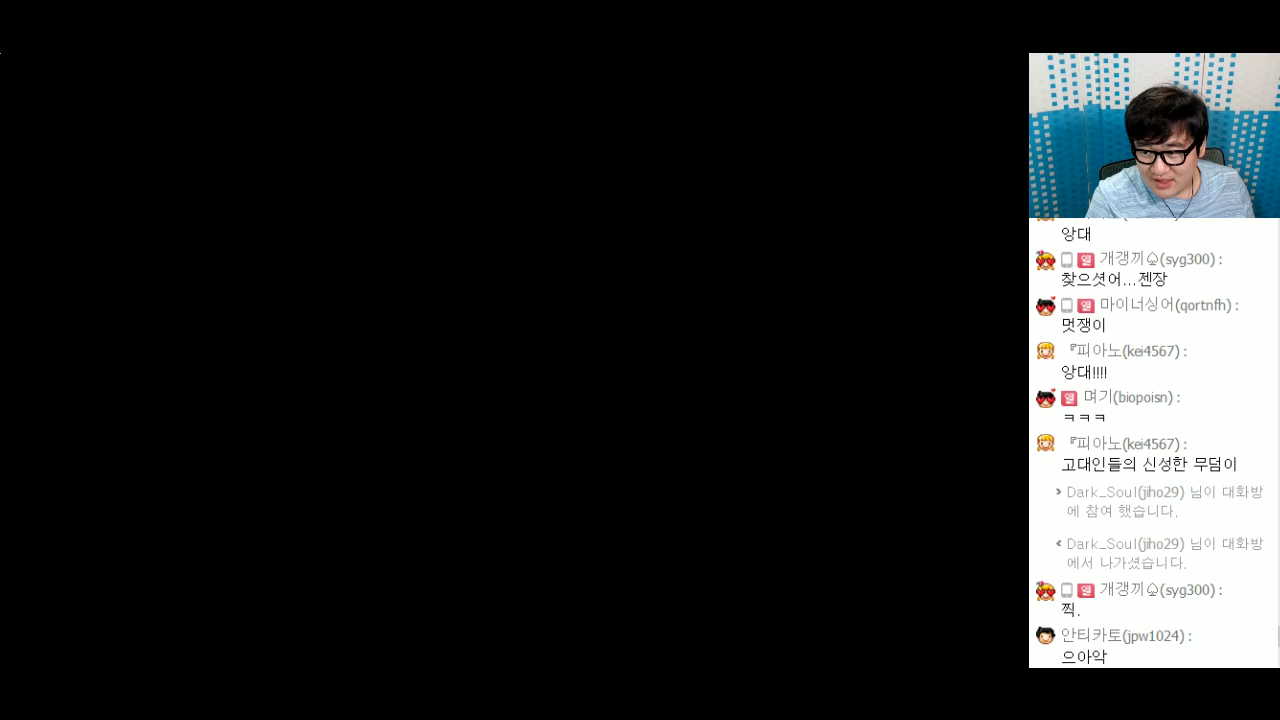 앙대
열 개갱끼♤(syg300) :
찾으셧어...젠장
열 마이너싱어(qortnfh) :
멋쟁이
『피아노(kei4567) :
앙대!!!!
열 며기(biopoisn) :
ㅋㅋㅋ
『피아노(kei4567) :
고대인들의 신성한 무덤이
Dark_Soul(jiho29) 님이 대화방
에 참여 했습니다.
Dark_Soul(jiho29) 님이 대화방
에서 나가셨습니다.
열 개갱끼♤(syg300) :
찍.
안티카토(jpw1024) :
으아악